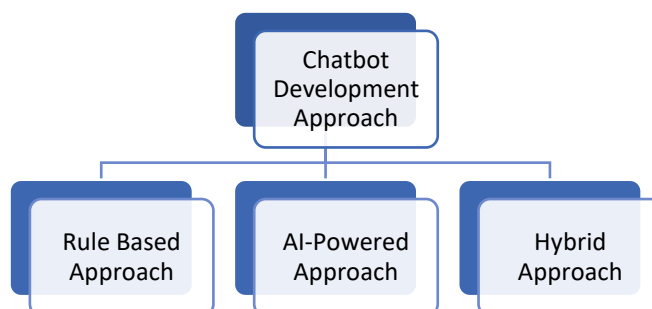 Chatbot
Development
Approach
Rule Based
Approach
AI-Powered
Approach
Hybrid
Approach